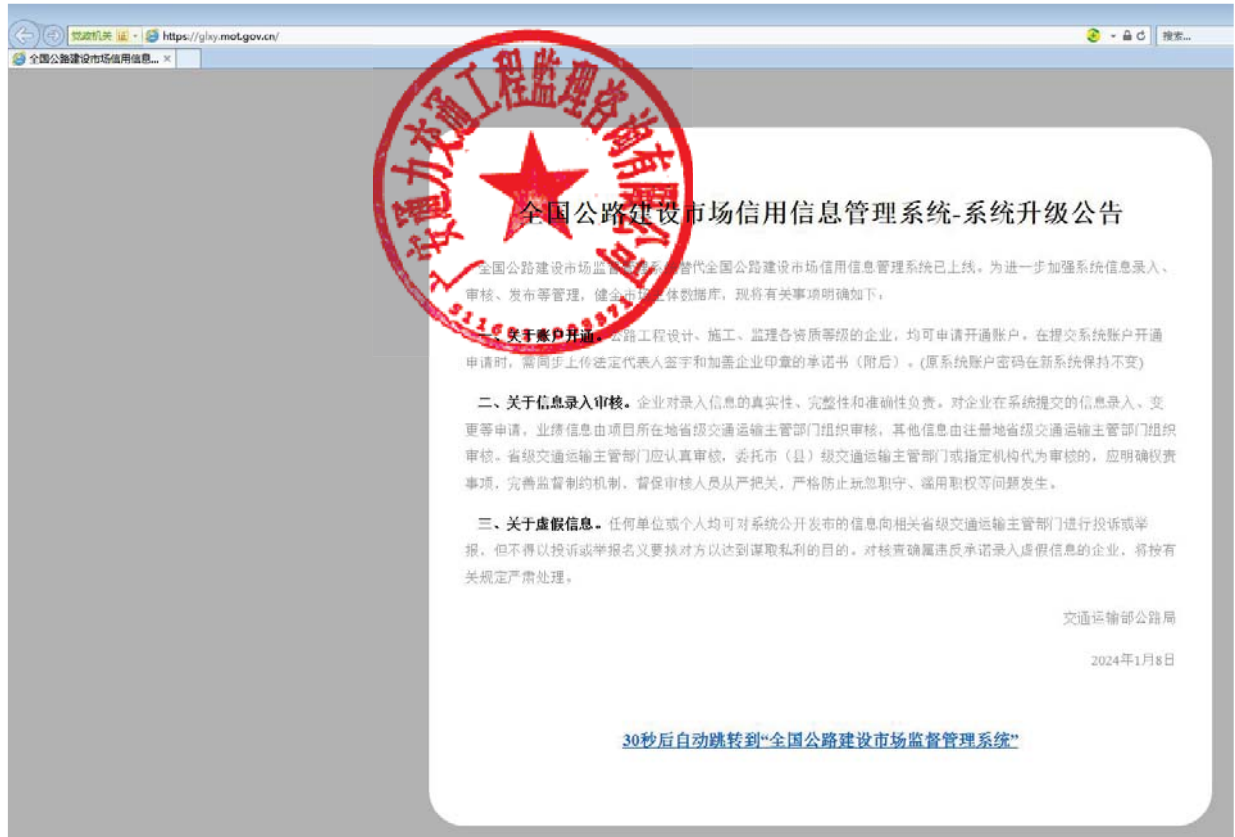 党政机关 证
https://glxy.mot.gov.cn/
搜索...
全国公路建设市场信用信息... ×
广安通力交通工程监理咨询有限公司
全国公路建设市场信用信息管理系统-系统升级公告
全国公路建设市场监督管理系统替代全国公路建设市场信用信息管理系统已上线。为进一步加强系统信息录入、
审核、发布等管理，健全市场主体数据库，现将有关事项明确如下：
一、关于账户开通。公路工程设计、施工、监理各资质等级的企业，均可申请开通账户。在提交系统账户开通
申请时，需同步上传法定代表人签字和加盖企业印章的承诺书（附后）。(原系统账户密码在新系统保持不变)
二、关于信息录入审核。企业对录入信息的真实性、完整性和准确性负责。对企业在系统提交的信息录入、变
更等申请，业绩信息由项目所在地省级交通运输主管部门组织审核，其他信息由注册地省级交通运输主管部门组织
审核。省级交通运输主管部门应认真审核，委托市（县）级交通运输主管部门或指定机构代为审核的，应明确权责
事项，完善监督制约机制，督促审核人员从严把关，严格防止玩忽职守、滥用职权等问题发生。
三、关于虚假信息。任何单位或个人均可对系统公开发布的信息向相关省级交通运输主管部门进行投诉或举
报，但不得以投诉或举报名义要挟对方以达到谋取私利的目的。对核查确属违反承诺录入虚假信息的企业，将按有
关规定严肃处理。
交通运输部公路局
2024年1月8日
30秒后自动跳转到“全国公路建设市场监督管理系统”